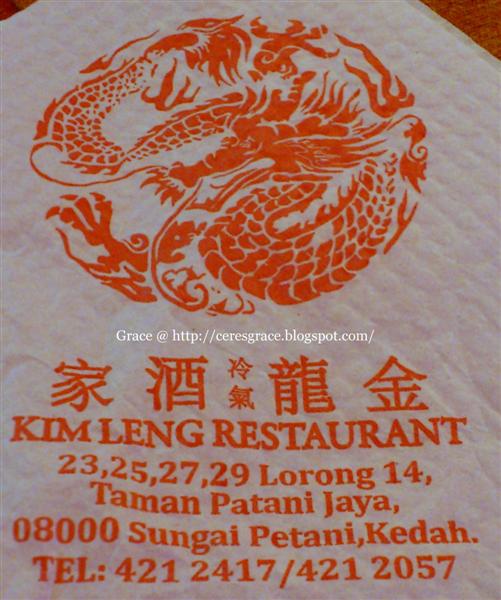 Grace @ http://ceresgrace.blogspot.com/
家酒冷氣龍金
KIM LENG RESTAURANT
23,25,27,29 Lorong 14,
Taman Patani Jaya,
08000 Sungai Petani,Kedah.
TEL: 421 2417/421 2057